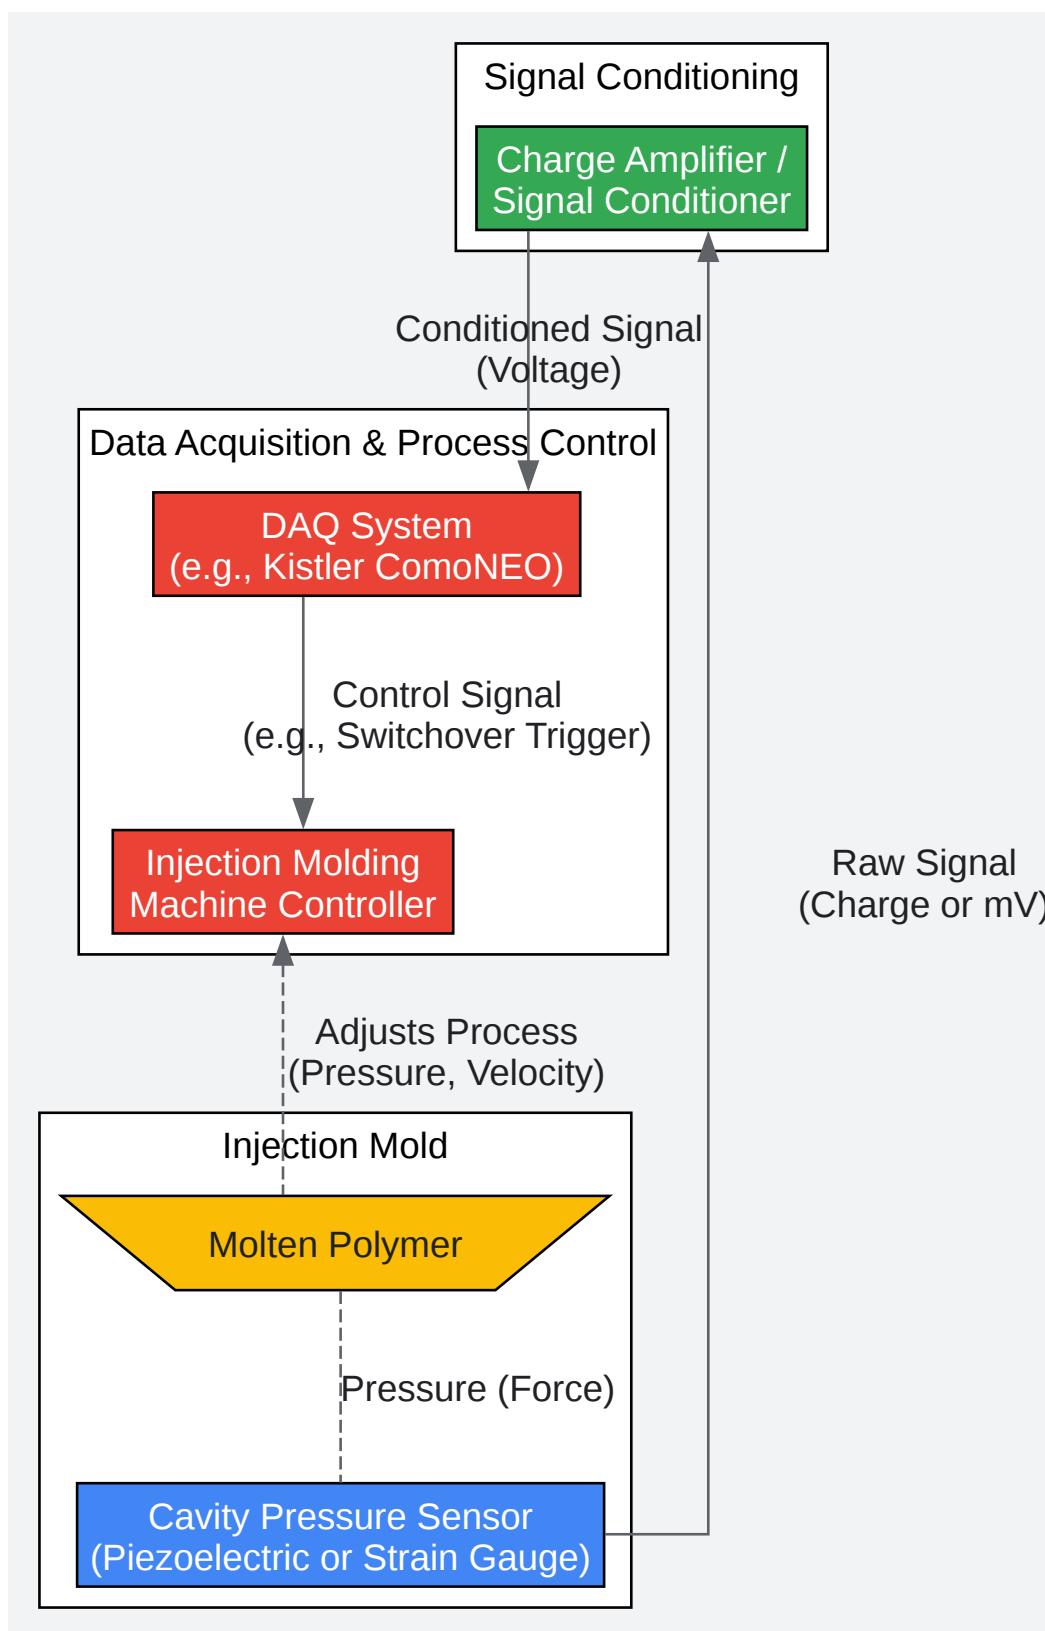 Signal Conditioning
Charge Amplifier /
Signal Conditioner
Conditioned Signal
(Voltage)
Data Acquisition & Process Control
DAQ System
(e.g., Kistler ComoNEO)
Control Signal
(e.g., Switchover Trigger)
Injection Molding
Machine Controller
Raw Signal
(Charge or mV)
Adjusts Process
(Pressure, Velocity)
Injection Mold
Molten Polymer
Pressure (Force)
Cavity Pressure Sensor
(Piezoelectric or Strain Gauge)